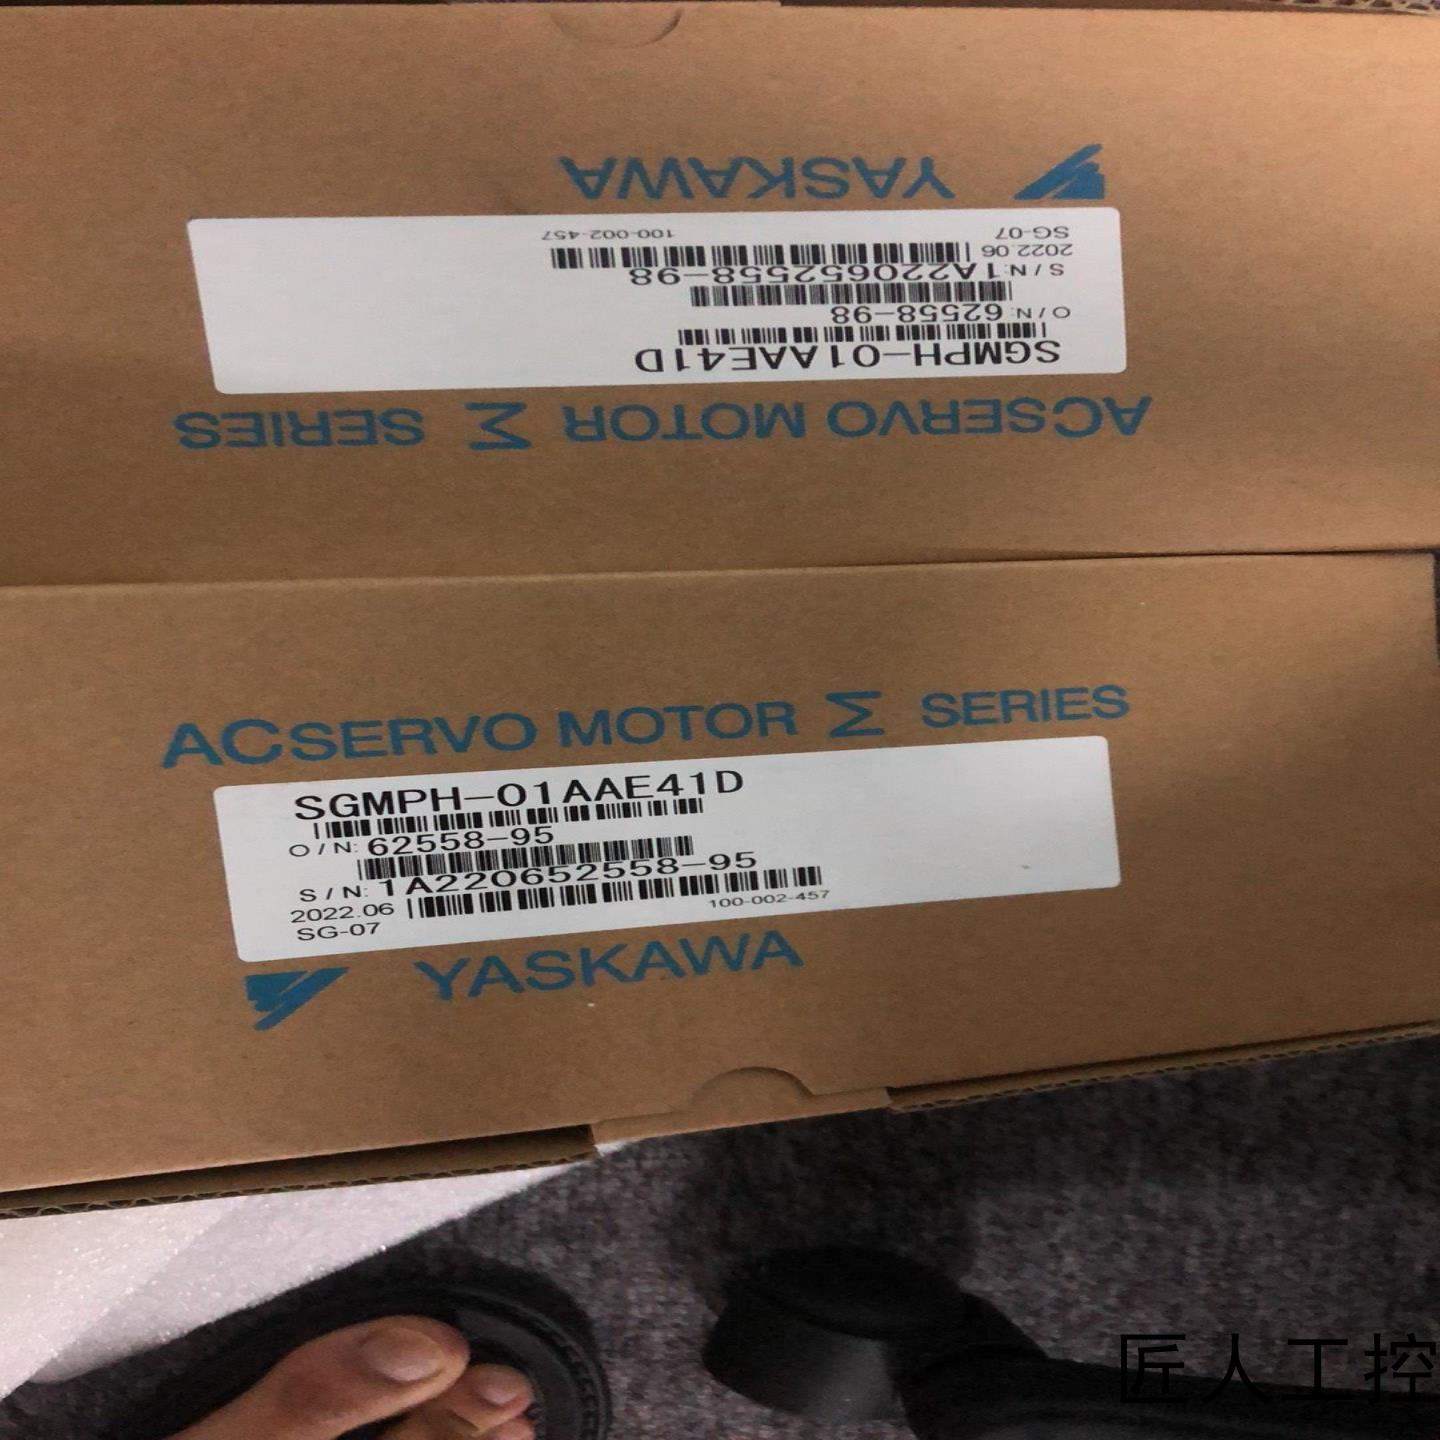 YASKAWA
100-002-457
SG-07
2022.06
S/N:1A220652558-98
O/N:62558-98
SGMPH-01AAE41D
ACSERVO MOTOR Σ SERIES
ACSERVO MOTOR Σ SERIES
SGMPH-01AAE41D
O/N:62558-95
S/N:1A220652558-95
2022.06
100-002-457
SG-07
YASKAWA
匠人工控